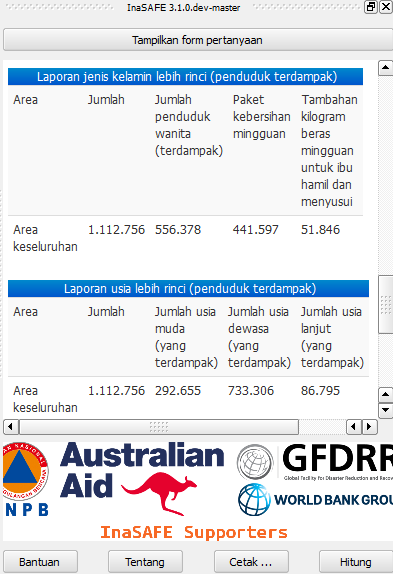 InaSAFE 3.1.0.dev-master
Tampilkan form pertanyaan
Laporan jenis kelamin lebih rinci (penduduk terdampak)
Area Jumlah Jumlah penduduk wanita (terdampak) Paket kebersihan mingguan Tambahan kilogram beras mingguan untuk ibu hamil dan menyusui
Area keseluruhan 1.112.756 556.378 441.597 51.846
Laporan usia lebih rinci (penduduk terdampak)
Area Jumlah Jumlah usia muda (yang terdampak) Jumlah usia dewasa (yang terdampak) Jumlah usia lanjut (yang terdampak)
Area keseluruhan 1.112.756 292.655 733.306 86.795
Australian
Aid
GFDRR
Global Facility for Disaster Reduction and Recov
WORLD BANK GROU
NPB
InaSAFE Supporters
Bantuan
Tentang
Cetak ...
Hitung